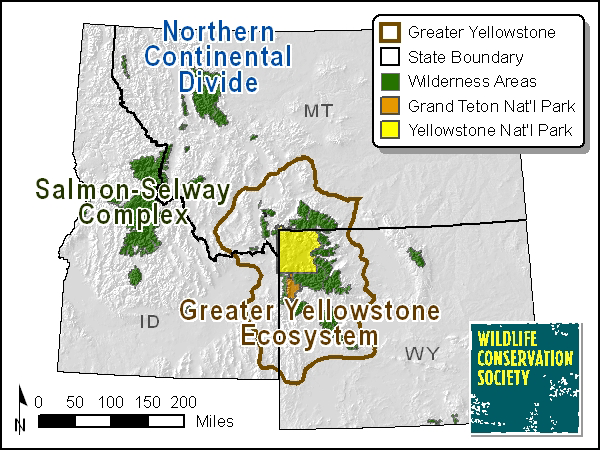 Northern
Continental
Divide
Greater Yellowstone
State Boundary
Wilderness Areas
Grand Teton Nat'l Park
Yellowstone Nat'l Park
MT
Salmon-Selway
Complex
Greater Yellowstone
Ecosystem
ID
WY
WILDLIFE
CONSERVATION
SOCIETY
N
0 50 100 150 200
Miles